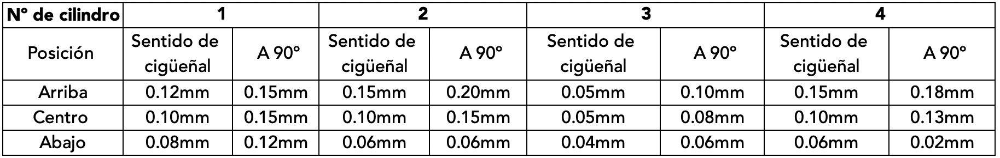 Nº de cilindro 1 2 3 4
Posición Sentido de cigüeñal A 90º Sentido de cigüeñal A 90º Sentido de cigüeñal A 90º Sentido de cigüeñal A 90º
Arriba 0.12mm 0.15mm 0.15mm 0.20mm 0.05mm 0.10mm 0.15mm 0.18mm
Centro 0.10mm 0.15mm 0.10mm 0.15mm 0.05mm 0.08mm 0.10mm 0.13mm
Abajo 0.08mm 0.12mm 0.06mm 0.06mm 0.04mm 0.06mm 0.06mm 0.02mm